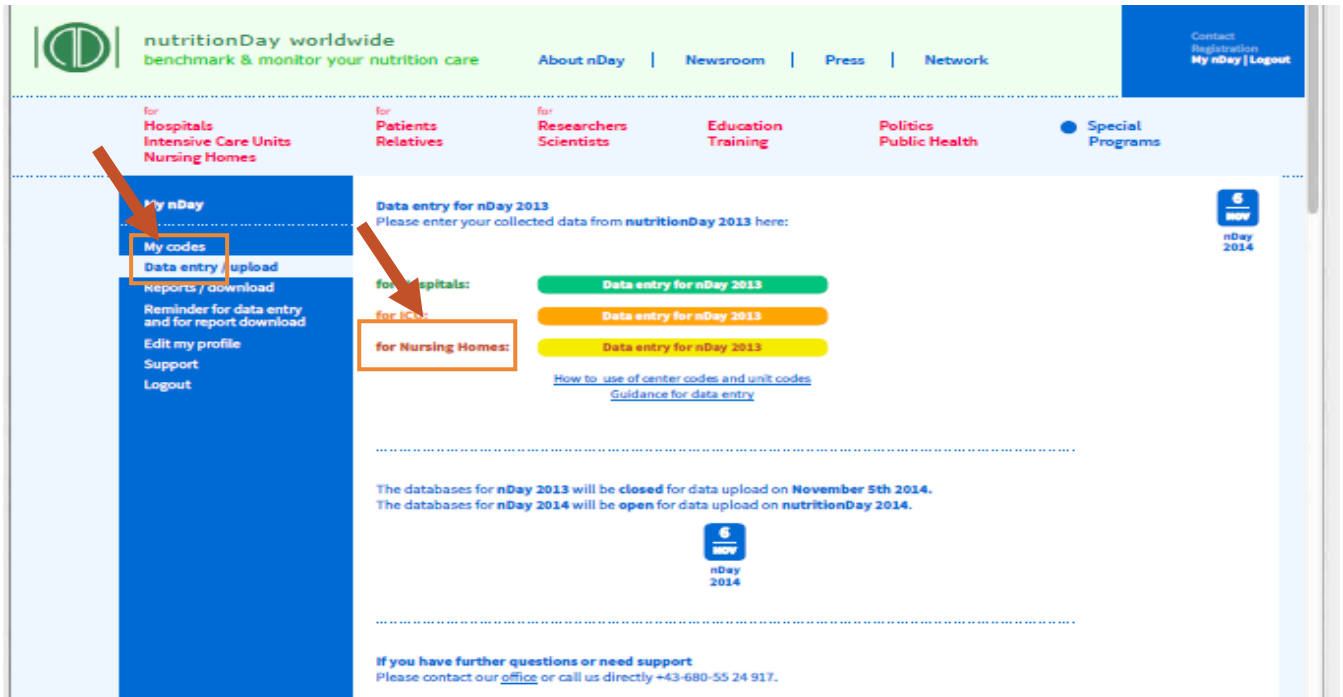 nutritionDay worldwide
benchmark & monitor your nutrition care
About nDay | Newsroom | Press | Network
Contact
Registration
My nDay | Logout
for
Hospitals
Intensive Care Units
Nursing Homes
for
Patients
Relatives
for
Researchers
Scientists
Education
Training
Politics
Public Health
Special
Programs
My nDay
My codes
Data entry / upload
Reports / download
Reminder for data entry
and for report download
Edit my profile
Support
Logout
Data entry for nDay 2013
Please enter your collected data from nutritionDay 2013 here:
6
NOV
nDay
2014
for Hospitals: Data entry for nDay 2013
for ICU: Data entry for nDay 2013
for Nursing Homes: Data entry for nDay 2013
How to use of center codes and unit codes
Guidance for data entry
The databases for nDay 2013 will be closed for data upload on November 5th 2014.
The databases for nDay 2014 will be open for data upload on nutritionDay 2014.
6
NOV
nDay
2014
If you have further questions or need support
Please contact our office or call us directly +43-680-55 24 917.